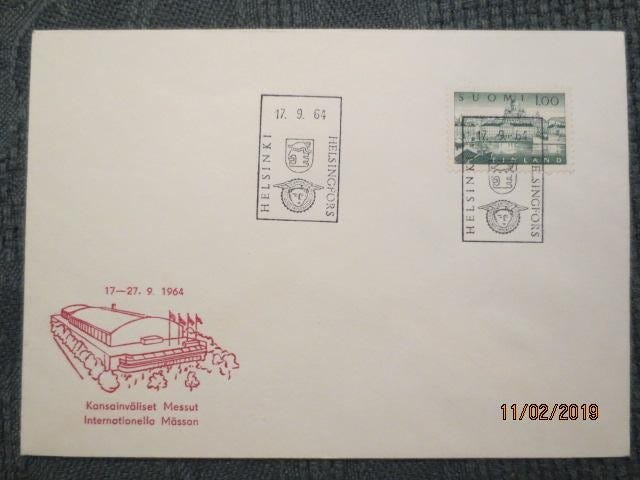 17. 9. 64
HELSINKI
HELSINGFORS
SUOMI 1.00
FINLAND
17. 9. 64
HELSINKI
HELSINGFORS
17—27. 9. 1964
Kansainväliset Messut
Internationella Mässan
11/02/2019